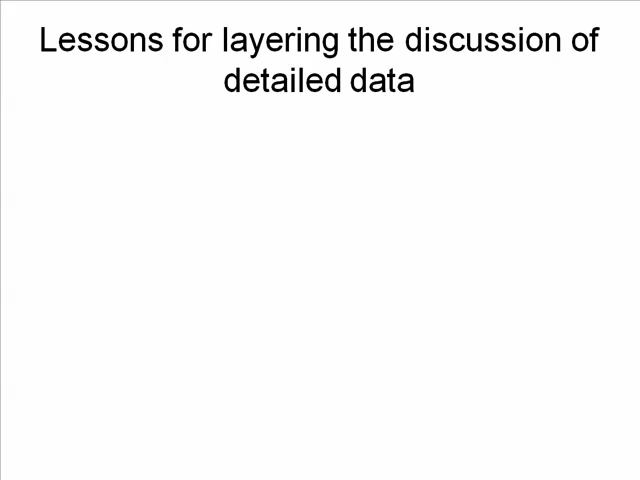 Lessons for layering the discussion of
detailed data